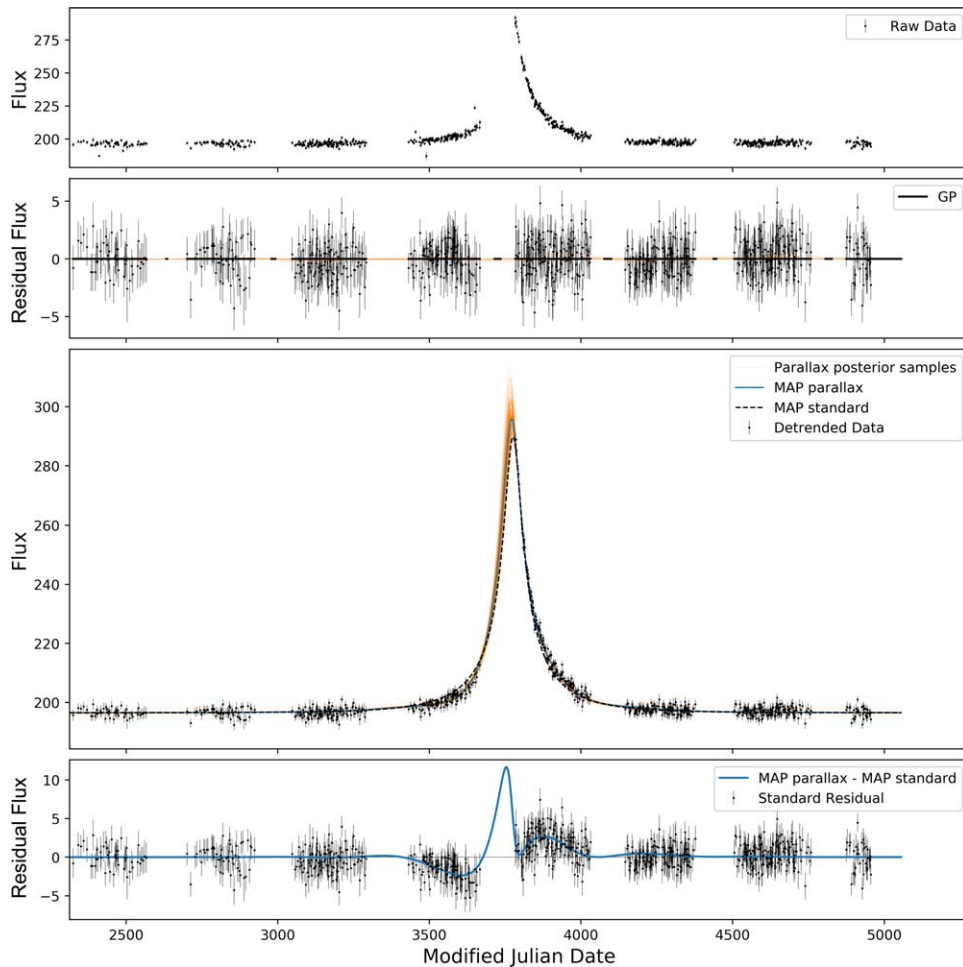 Flux
275
250
225
200
Raw Data
Residual Flux
5
0
−5
GP
Flux
300
280
260
240
220
200
Parallax posterior samples
MAP parallax
MAP standard
Detrended Data
Residual Flux
10
5
0
−5
MAP parallax - MAP standard
Standard Residual
2500 3000 3500 4000 4500 5000
Modified Julian Date